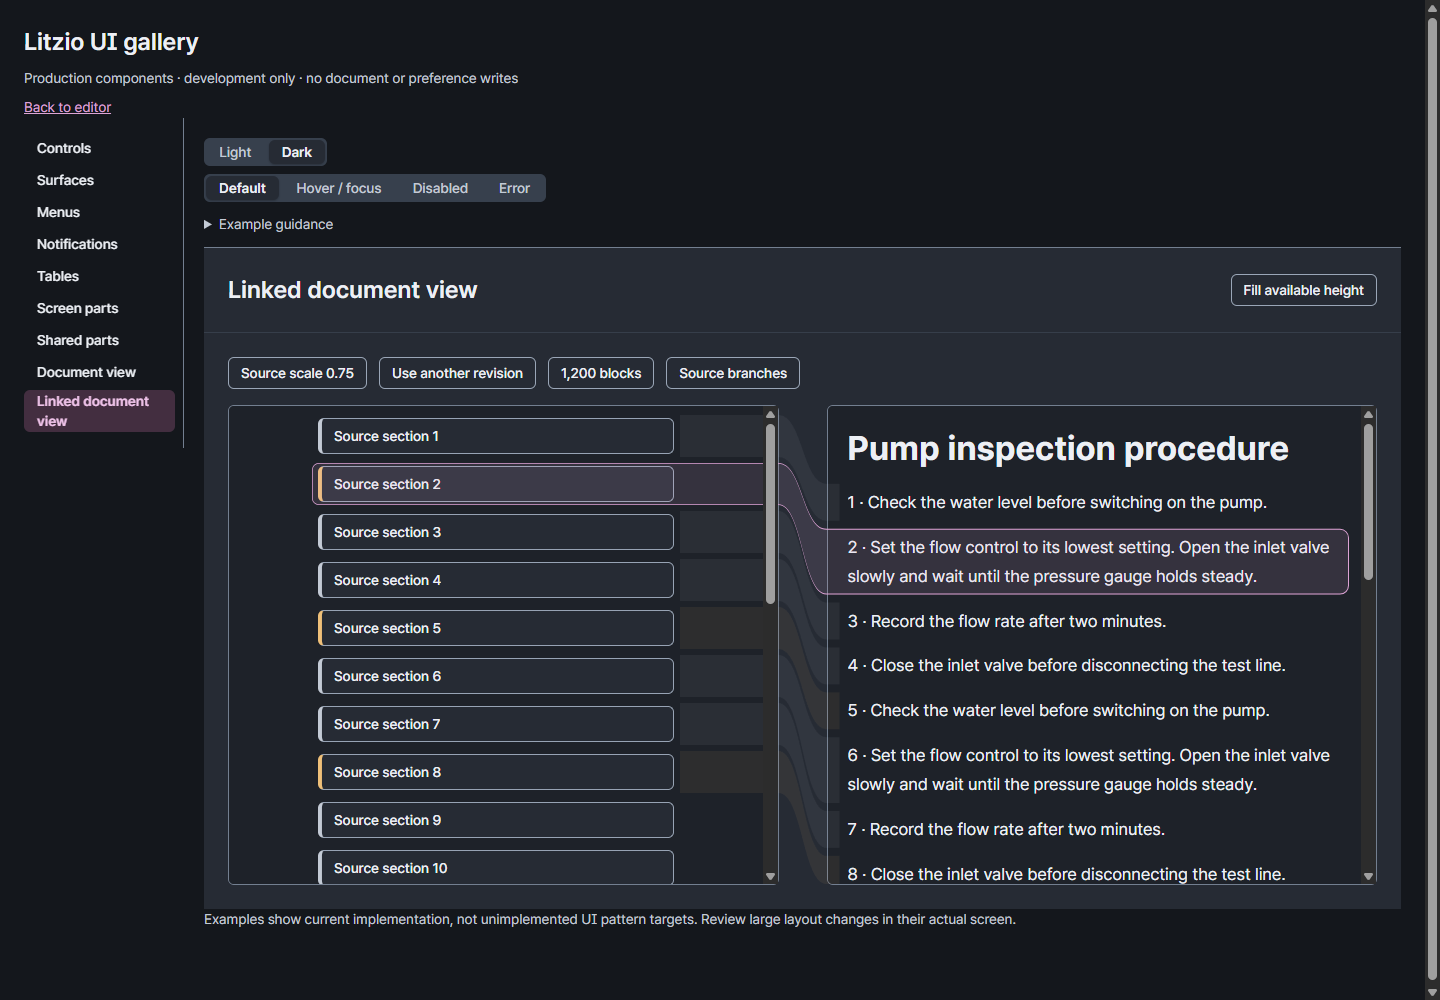 Litzio UI gallery
Production components · development only · no document or preference writes
Back to editor
Controls
Surfaces
Menus
Notifications
Tables
Screen parts
Shared parts
Document view
Linked document
view
Light Dark
Default Hover / focus Disabled Error
Example guidance
Linked document view
Fill available height
Source scale 0.75 Use another revision 1,200 blocks Source branches
Source section 1
Source section 2
Source section 3
Source section 4
Source section 5
Source section 6
Source section 7
Source section 8
Source section 9
Source section 10
Pump inspection procedure
1 · Check the water level before switching on the pump.
2 · Set the flow control to its lowest setting. Open the inlet valve
slowly and wait until the pressure gauge holds steady.
3 · Record the flow rate after two minutes.
4 · Close the inlet valve before disconnecting the test line.
5 · Check the water level before switching on the pump.
6 · Set the flow control to its lowest setting. Open the inlet valve
slowly and wait until the pressure gauge holds steady.
7 · Record the flow rate after two minutes.
8 · Close the inlet valve before disconnecting the test line.
Examples show current implementation, not unimplemented UI pattern targets. Review large layout changes in their actual screen.